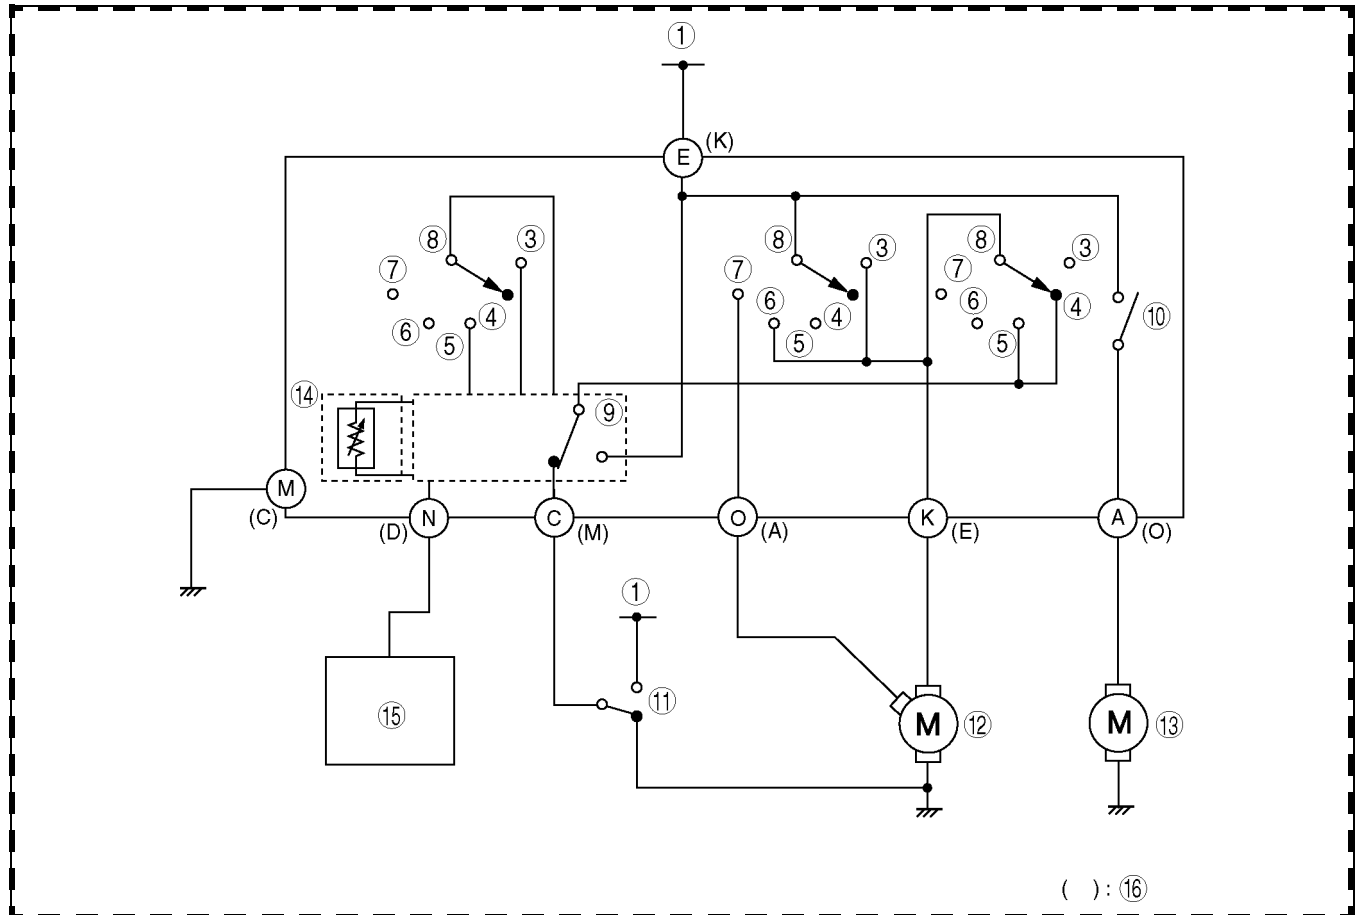 ①
E (K)
⑧ ③
⑦
④
⑥ ⑤
⑧ ③
⑦
⑥ ④
⑤
⑧ ③
⑦
⑥ ④
⑤
⑩
⑭ ⑨
M
(C)
(D) N
C (M)
O (A)
K (E)
A (O)
①
⑪
⑮
M ⑫
M ⑬
( ) : ⑯